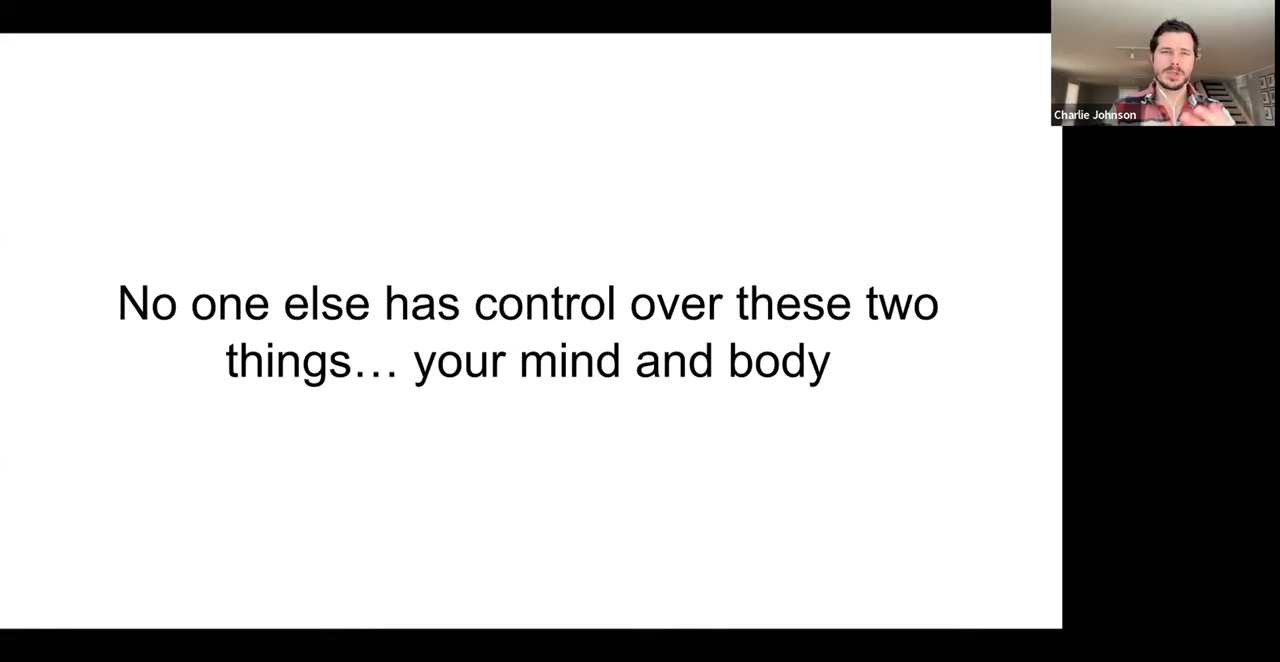 Charlie Johnson
No one else has control over these two
things… your mind and body